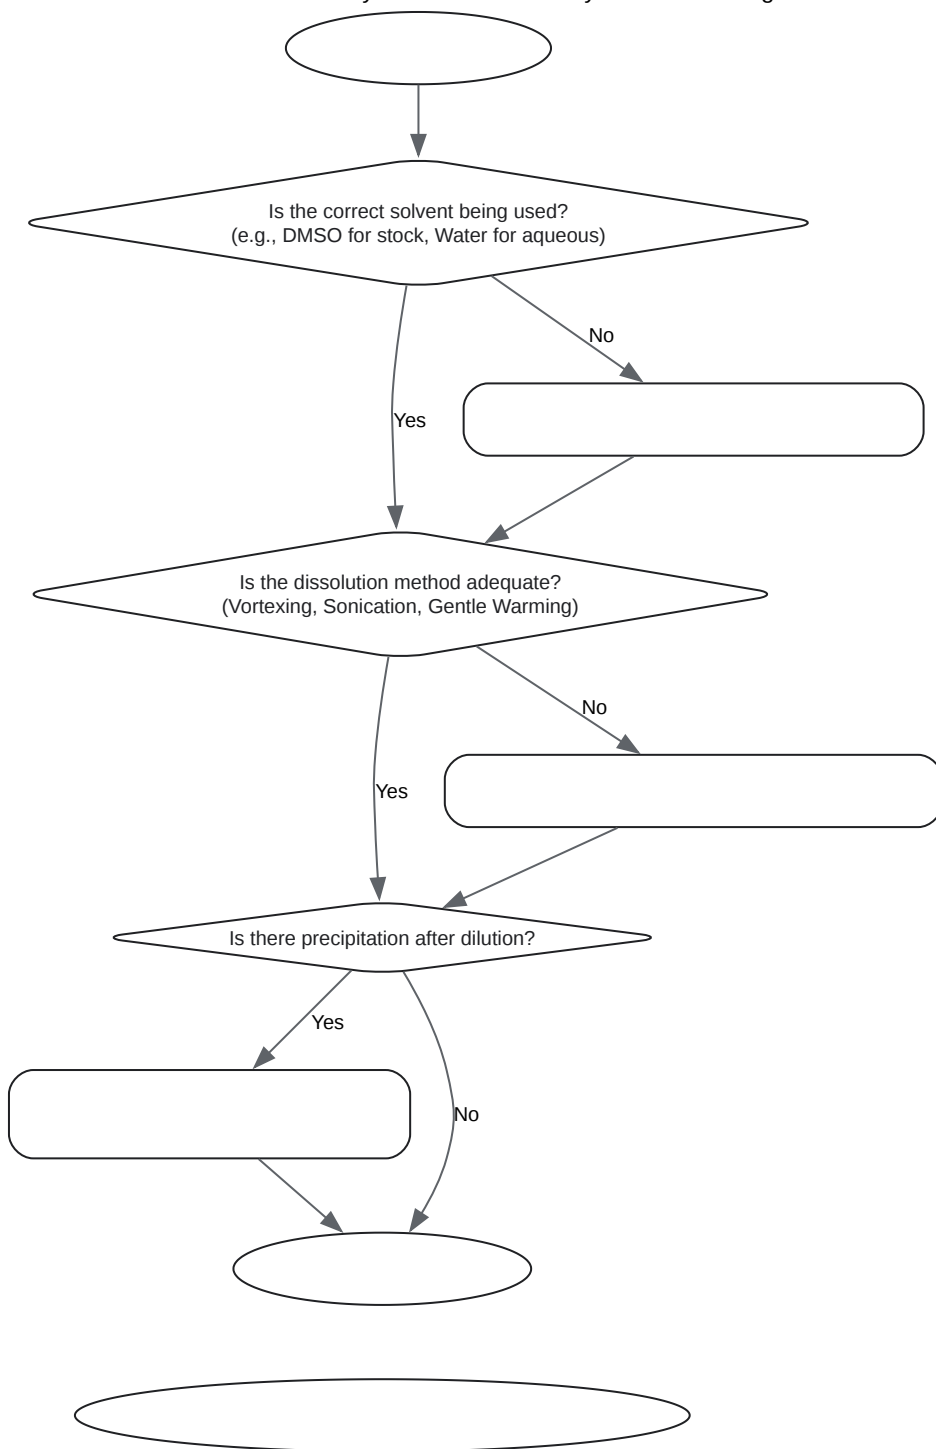 Is the correct solvent being used?
(e.g., DMSO for stock, Water for aqueous)
No
Yes
Is the dissolution method adequate?
(Vortexing, Sonication, Gentle Warming)
No
Yes
Is there precipitation after dilution?
Yes
No